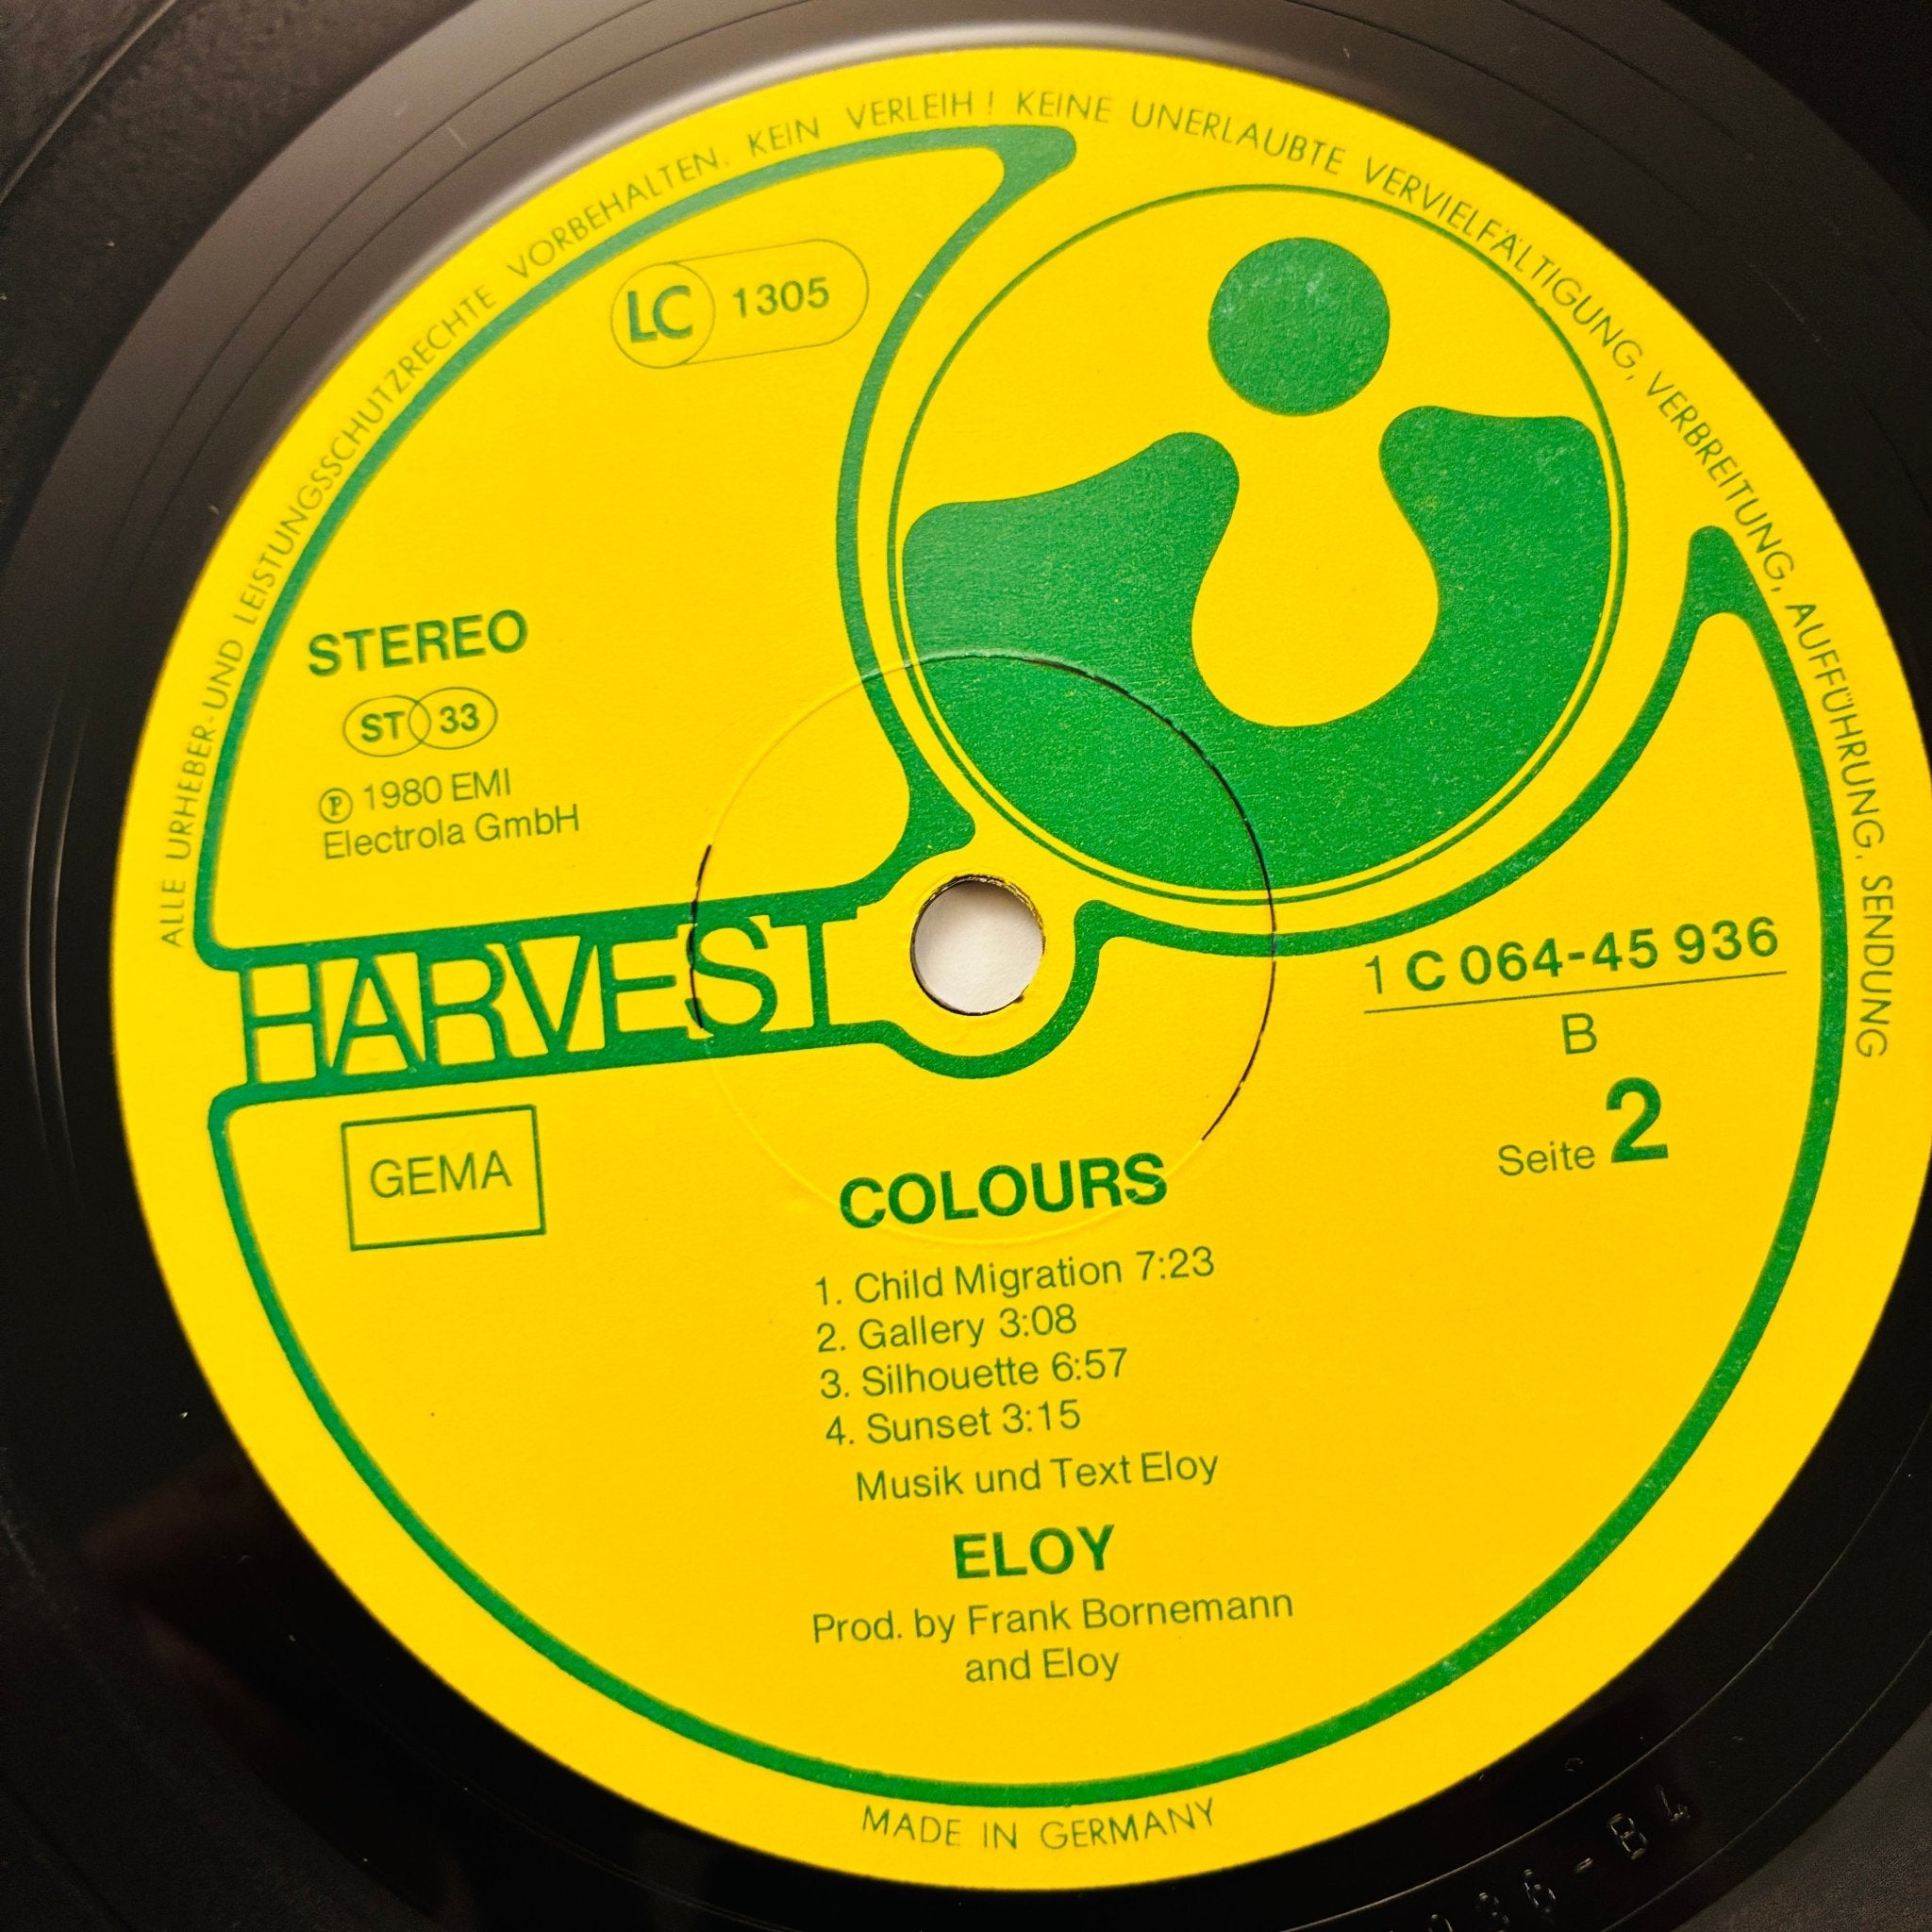 ALLE URHEBER- UND LEISTUNGSSCHUTZRECHTE VORBEHALTEN. KEIN VERLEIH! KEINE UNERLAUBTE VERVIELFÄLTIGUNG, VERBREITUNG, AUFFÜHRUNG, SENDUNG
LC 1305
STEREO
ST 33
℗ 1980 EMI
Electrola GmbH
HARVEST
1 C 064-45 936
B
Seite 2
GEMA
COLOURS
1. Child Migration 7:23
2. Gallery 3:08
3. Silhouette 6:57
4. Sunset 3:15
Musik und Text Eloy
ELOY
Prod. by Frank Bornemann
and Eloy
MADE IN GERMANY
36-B4